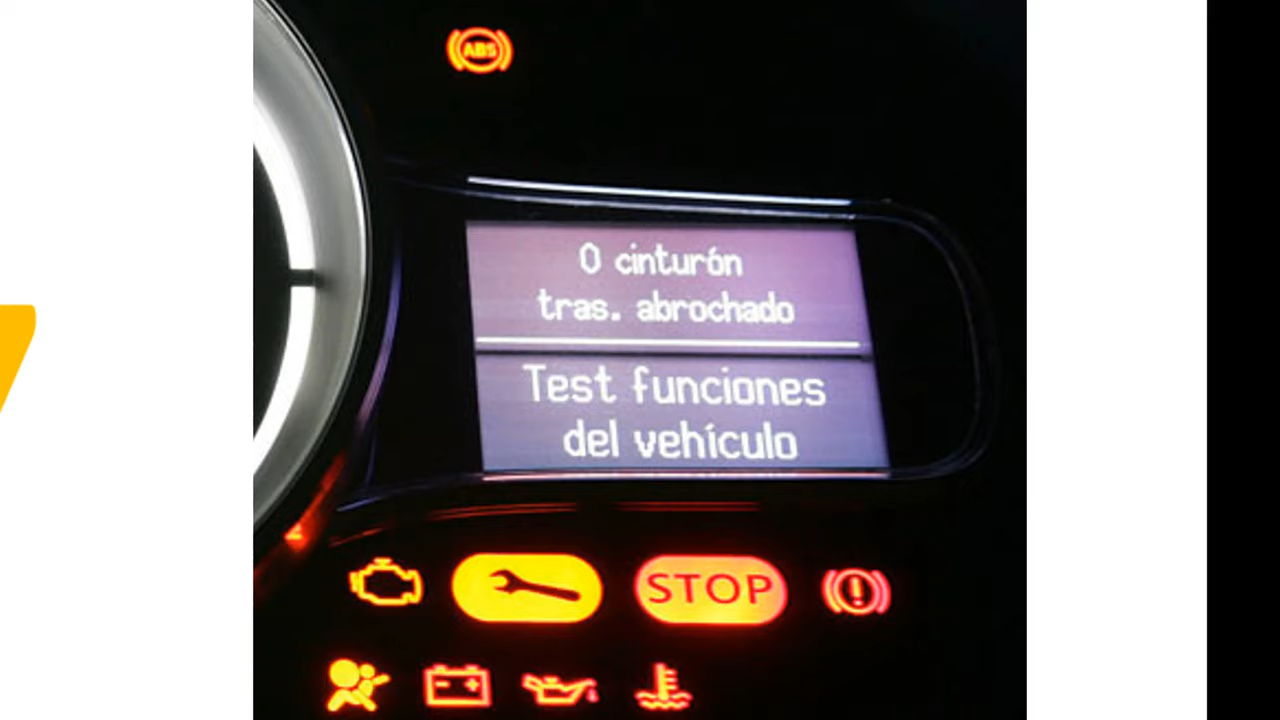 ABS
0 cinturón
tras. abrochado
Test funciones
del vehículo
STOP